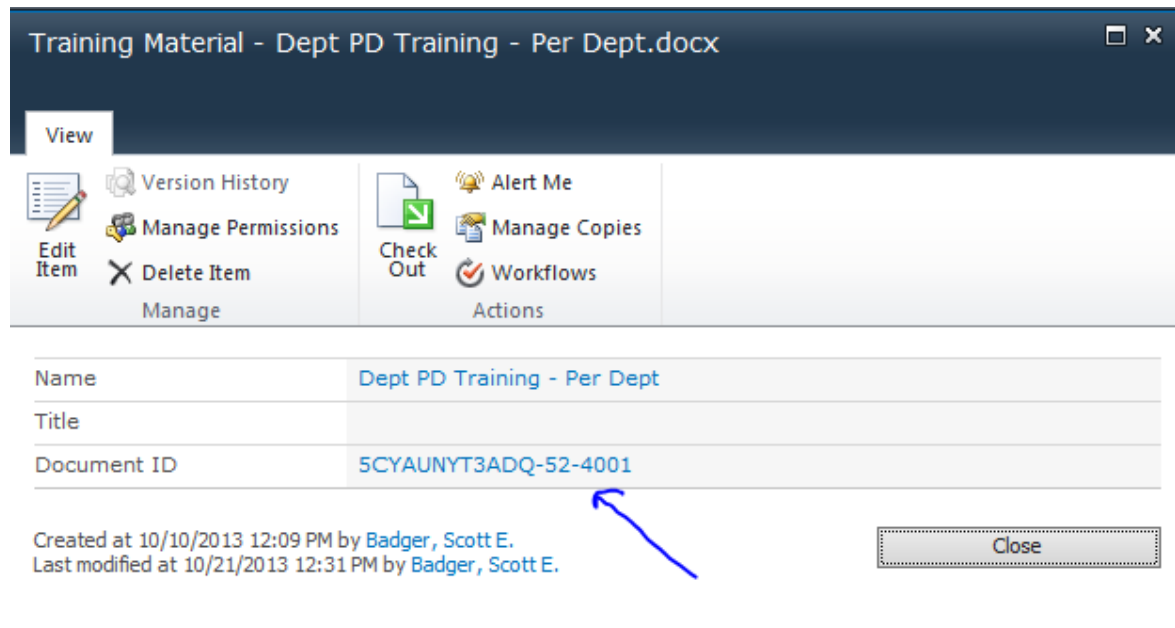 Training Material - Dept PD Training - Per Dept.docx
View
Edit Item
Version History
Manage Permissions
Delete Item
Manage
Check Out
Alert Me
Manage Copies
Workflows
Actions
Name Dept PD Training - Per Dept
Title
Document ID 5CYAUNYT3ADQ-52-4001
Created at 10/10/2013 12:09 PM by Badger, Scott E.
Last modified at 10/21/2013 12:31 PM by Badger, Scott E.
Close